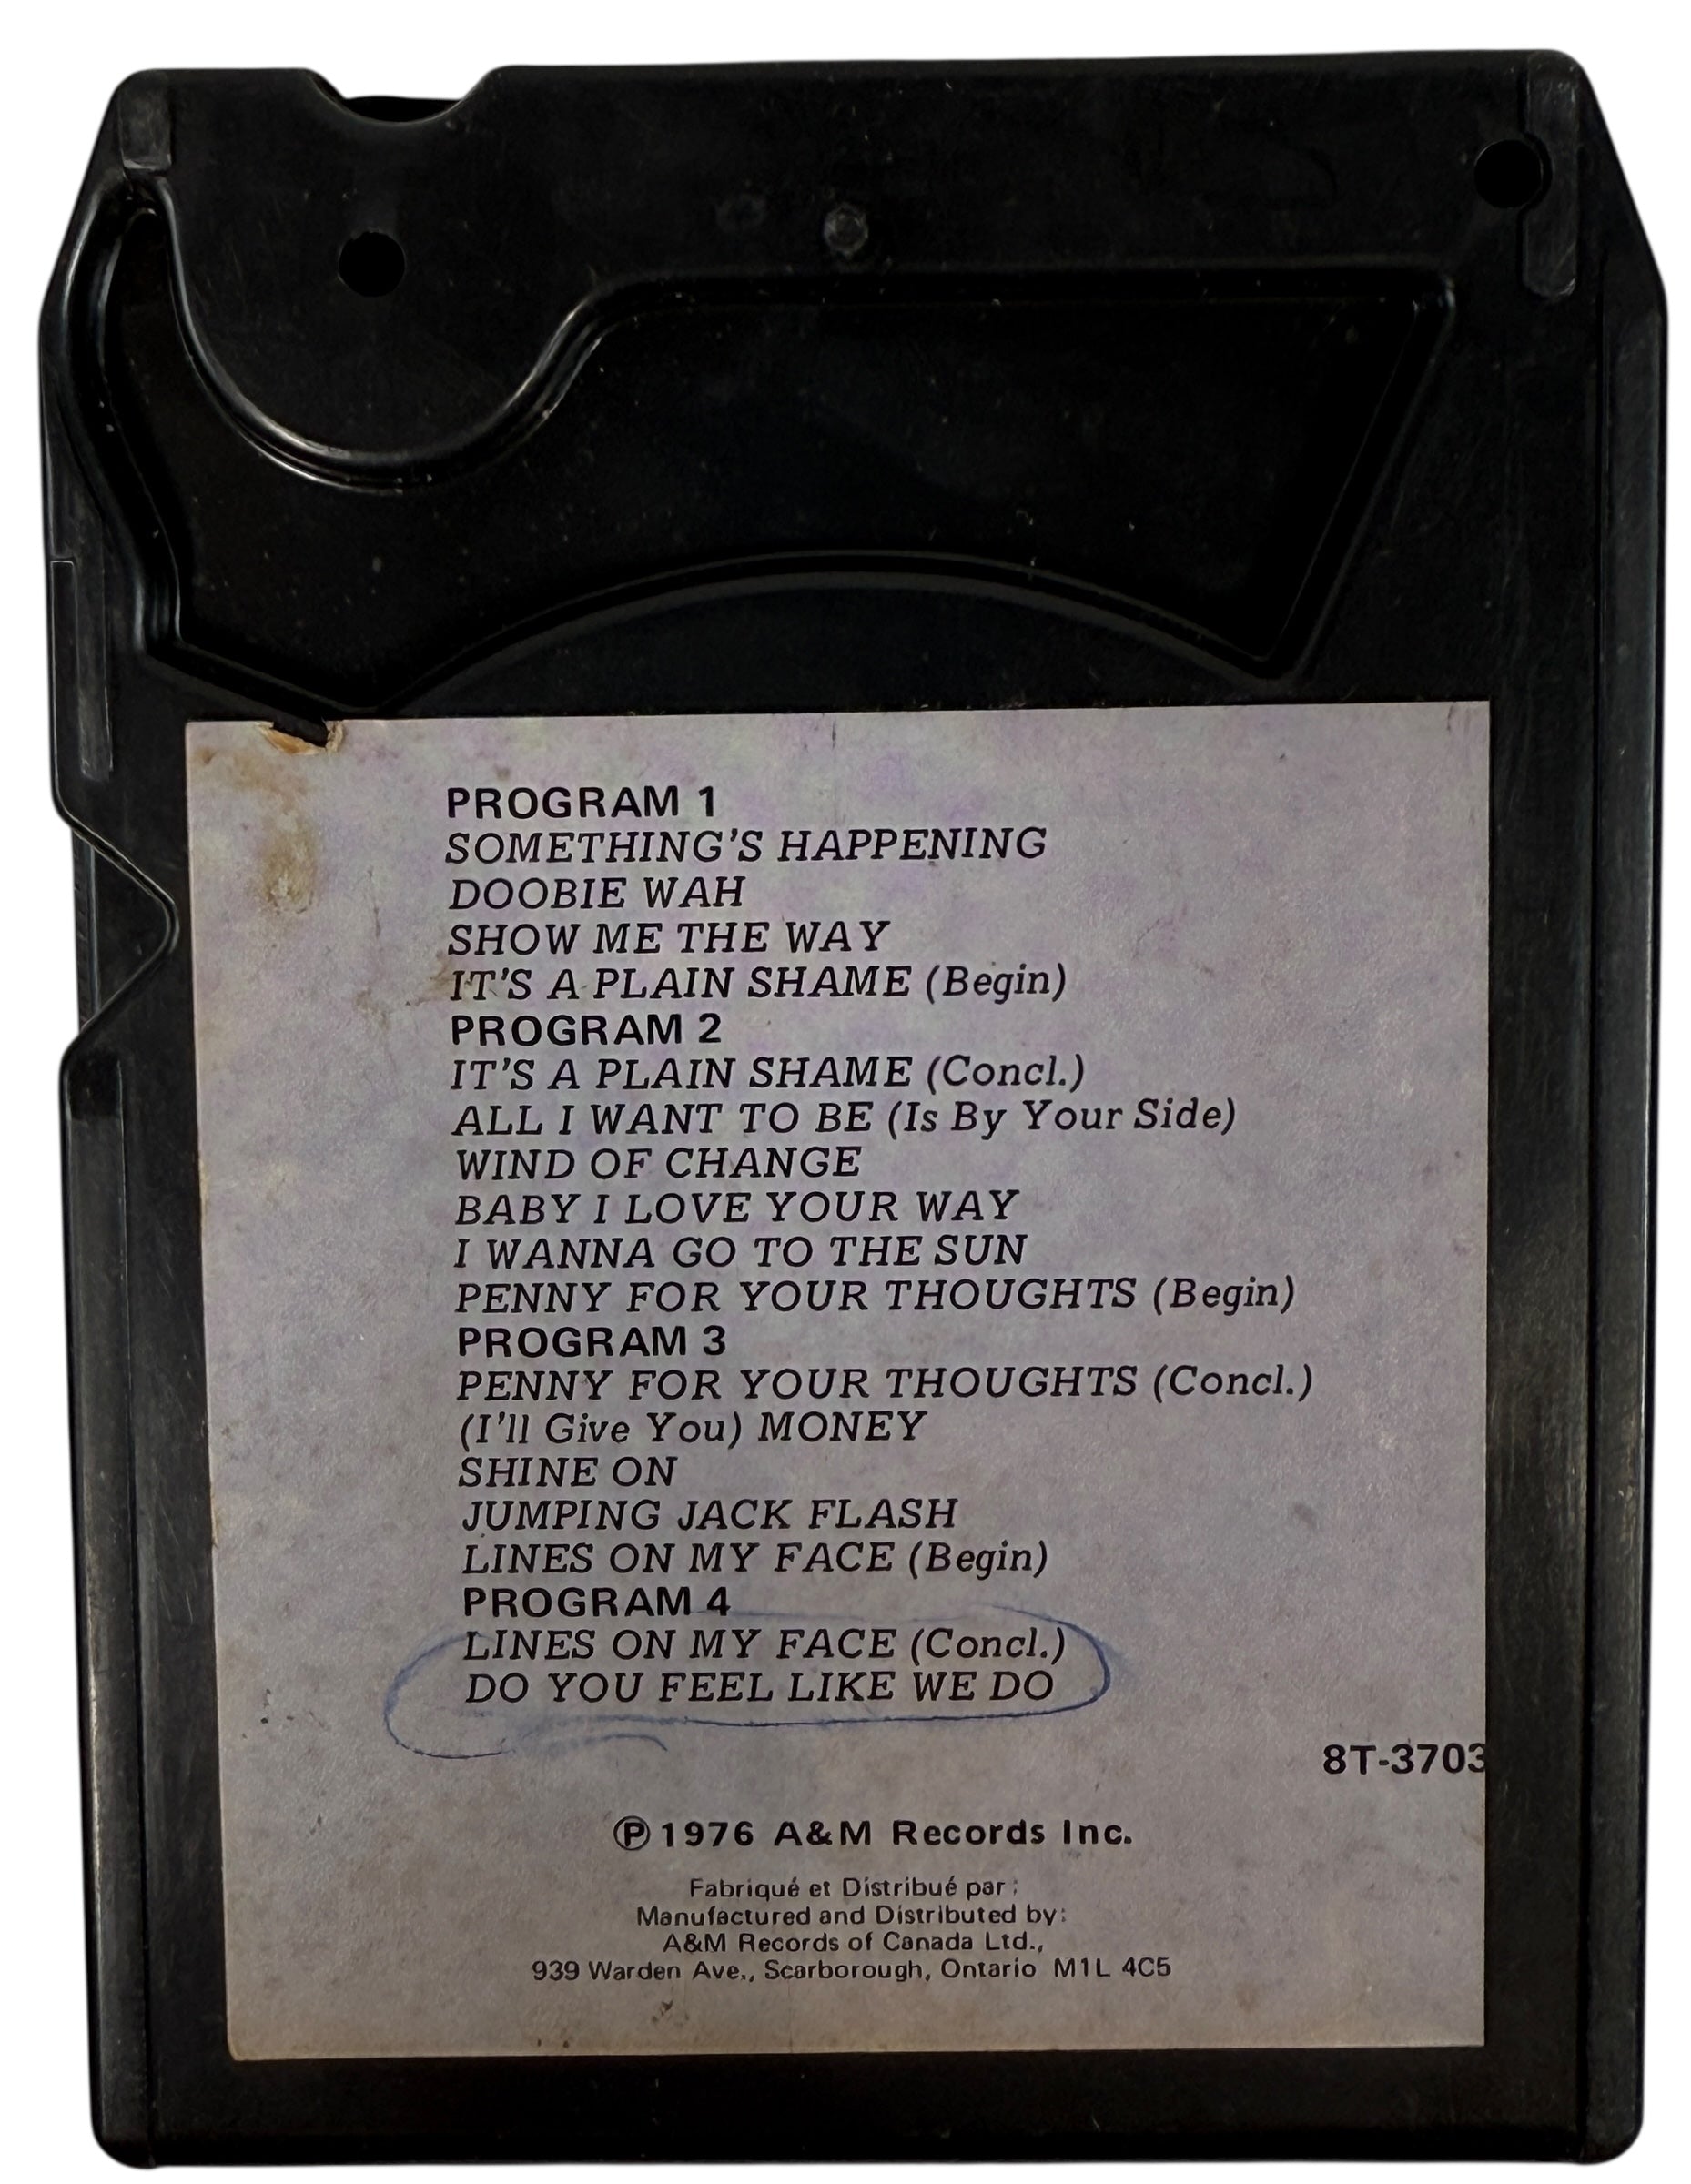 PROGRAM 1
SOMETHING'S HAPPENING
DOOBIE WAH
SHOW ME THE WAY
IT'S A PLAIN SHAME (Begin)
PROGRAM 2
IT'S A PLAIN SHAME (Concl.)
ALL I WANT TO BE (Is By Your Side)
WIND OF CHANGE
BABY I LOVE YOUR WAY
I WANNA GO TO THE SUN
PENNY FOR YOUR THOUGHTS (Begin)
PROGRAM 3
PENNY FOR YOUR THOUGHTS (Concl.)
(I'll Give You) MONEY
SHINE ON
JUMPING JACK FLASH
LINES ON MY FACE (Begin)
PROGRAM 4
LINES ON MY FACE (Concl.)
DO YOU FEEL LIKE WE DO
8T-3703
℗ 1976 A&M Records Inc.
Fabriqué et Distribué par:
Manufactured and Distributed by:
A&M Records of Canada Ltd.,
939 Warden Ave., Scarborough, Ontario M1L 4C5